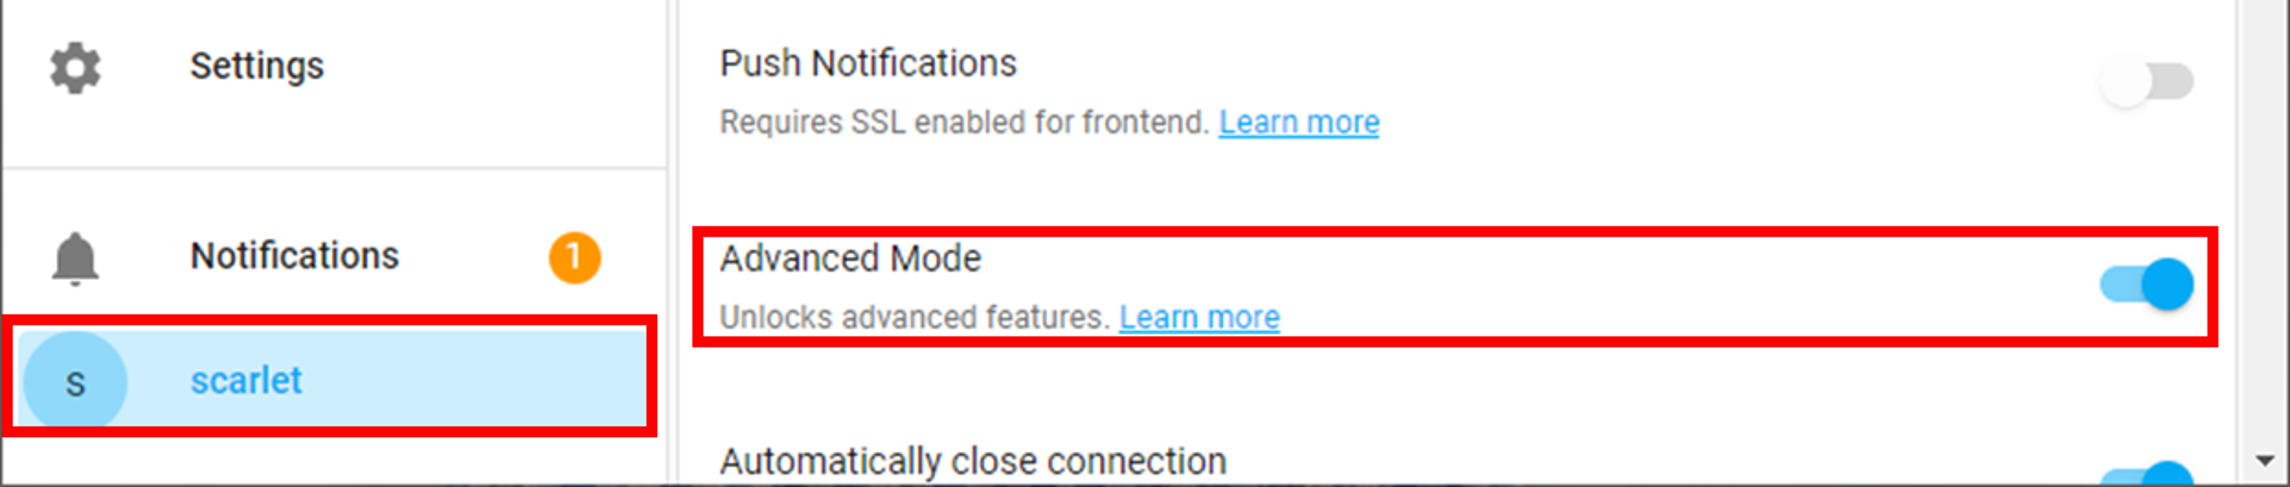 Settings
Notifications
1
s
scarlet
Push Notifications
Requires SSL enabled for frontend. Learn more
Advanced Mode
Unlocks advanced features. Learn more
Automatically close connection